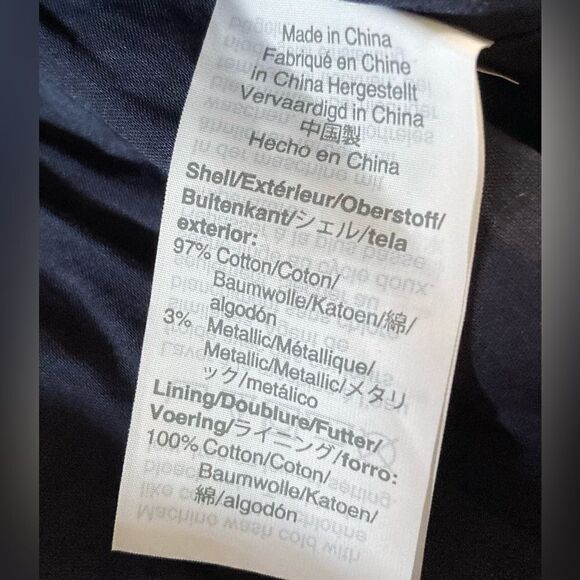 Made in China
Fabriqué en Chine
in China Hergestellt
Vervaardigd in China
中国製
Hecho en China
Shell/Extérieur/Oberstoff/
Buitenkant/シェル/tela
exterior:
97% Cotton/Coton/
Baumwolle/Katoen/綿/
algodón
3% Metallic/Métallique/
Metallic/Metallic/メタリ
ック/metálico
Lining/Doublure/Futter/
Voering/ライニング/forro:
100% Cotton/Coton/
Baumwolle/Katoen/
綿/algodón